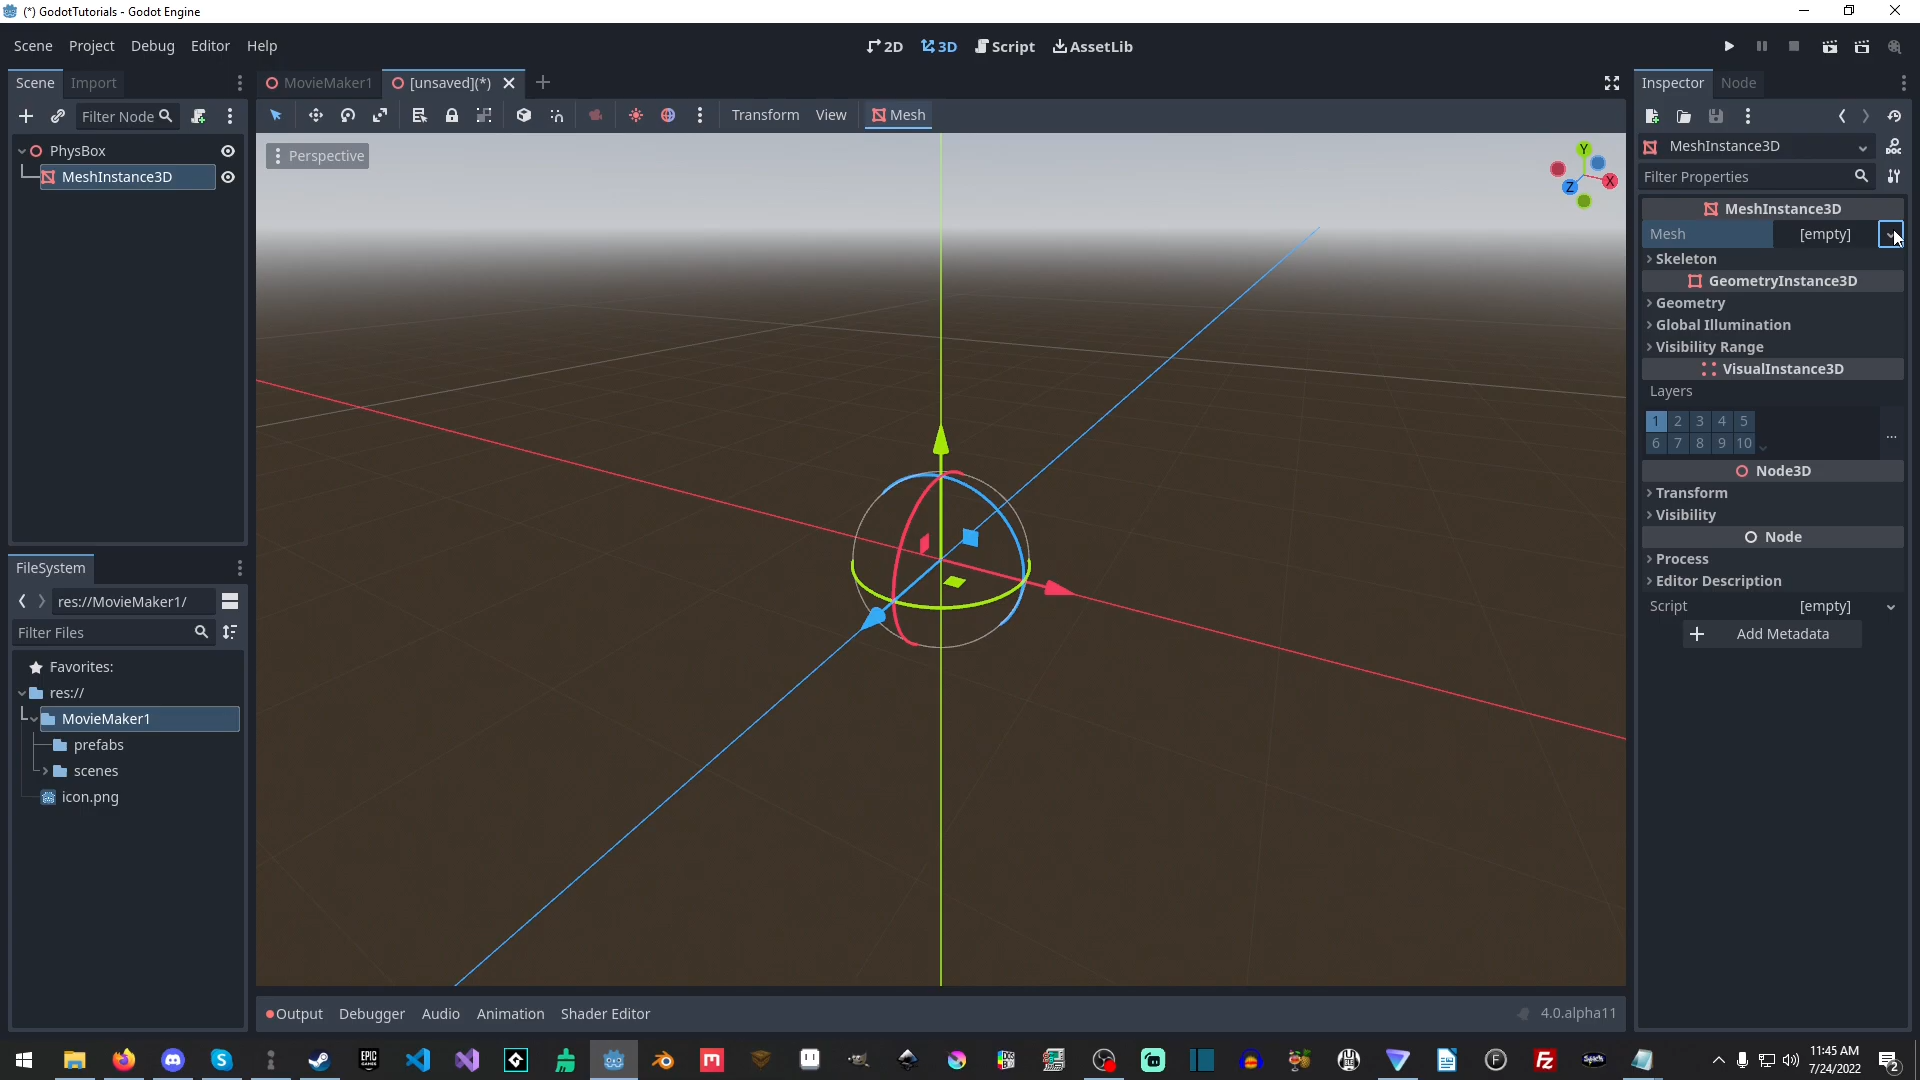 (*) GodotTutorials - Godot Engine
Scene Project Debug Editor Help
2D 3D Script AssetLib
Scene Import
MovieMaker1 [unsaved](*)
Inspector Node
Filter Node
Transform View Mesh
Perspective
PhysBox
MeshInstance3D
Y
X
Z
MeshInstance3D
Filter Properties
MeshInstance3D
Mesh [empty]
Skeleton
GeometryInstance3D
Geometry
Global Illumination
Visibility Range
VisualInstance3D
Layers
1 2 3 4 5
6 7 8 9 10
...
Node3D
Transform
Visibility
Node
Process
Editor Description
Script [empty]
Add Metadata
FileSystem
res://MovieMaker1/
Filter Files
Favorites:
res://
MovieMaker1
prefabs
scenes
icon.png
Output Debugger Audio Animation Shader Editor
4.0.alpha11
EPIC
GAMES
11:45 AM
7/24/2022
2